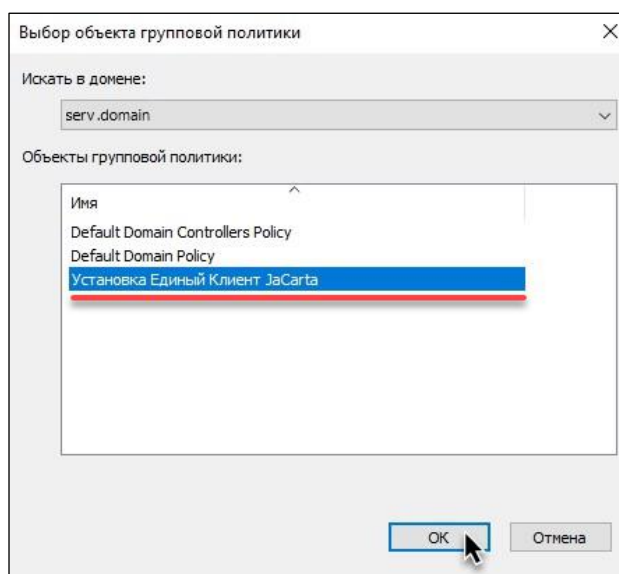 Выбор объекта групповой политики
Искать в домене:
serv.domain
Объекты групповой политики:
Имя
Default Domain Controllers Policy
Default Domain Policy
Установка Единый Клиент JaCarta
ОК
Отмена